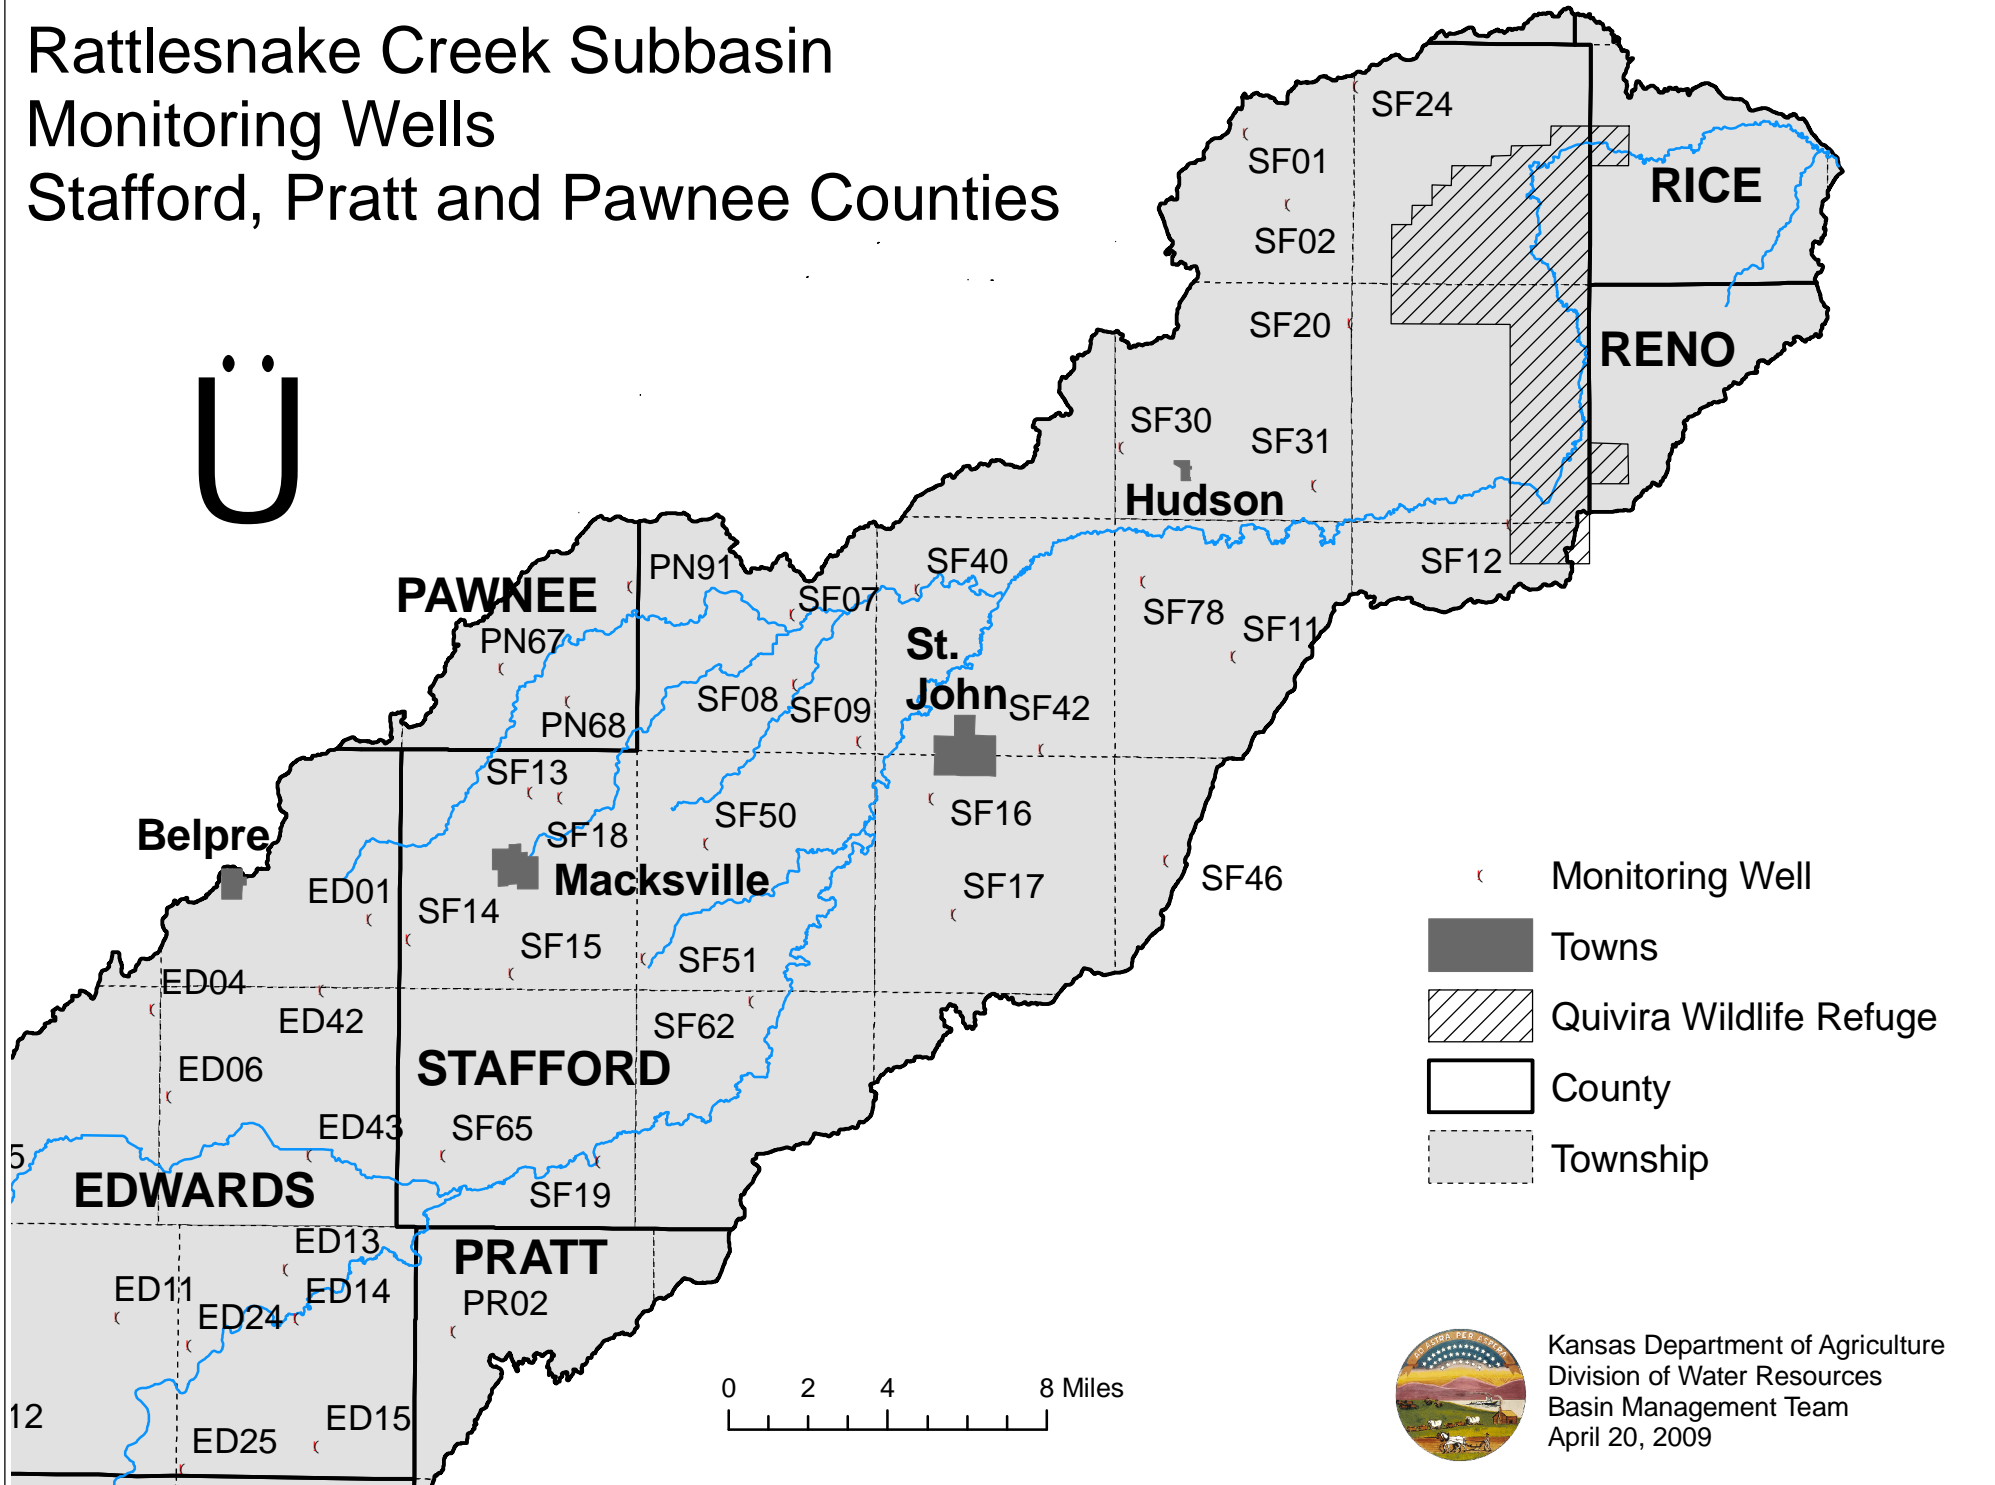 Rattlesnake Creek Subbasin
Monitoring Wells
Stafford, Pratt and Pawnee Counties
Ü
SF24
SF01
RICE
SF02
SF20
RENO
SF30
SF31
Hudson
PAWNEE
PN91
SF07
SF40
SF12
PN67
SF78
SF11
St.
John
SF08
SF09
SF42
PN68
SF13
SF18
SF50
SF16
Belpre
Macksville
ED01
SF14
SF17
SF46
SF15
SF51
ED04
ED42
SF62
ED06
STAFFORD
ED43
SF65
5
EDWARDS
SF19
ED13
PRATT
ED11
ED14
ED24
PR02
12
ED15
ED25
0 2 4 8 Miles
Monitoring Well
Towns
Quivira Wildlife Refuge
County
Township
AD ASTRA PER ASPERA
Kansas Department of Agriculture
Division of Water Resources
Basin Management Team
April 20, 2009